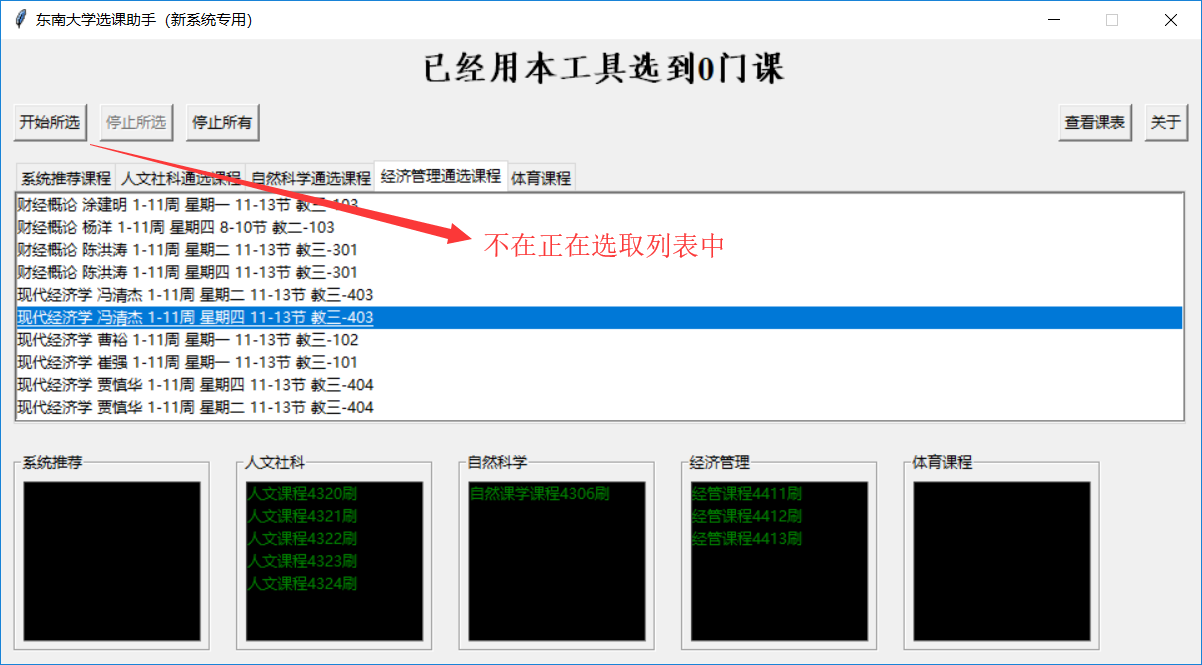 东南大学选课助手（新系统专用）
已经用本工具选到0门课
开始所选 停止所选 停止所有 查看课表 关于
系统推荐课程 人文社科通选课程 自然科学通选课程 经济管理通选课程 体育课程
财经概论 涂建明 1-11周 星期一 11-13节 教三-103
财经概论 杨洋 1-11周 星期四 8-10节 教二-103
财经概论 陈洪涛 1-11周 星期二 11-13节 教三-301
财经概论 陈洪涛 1-11周 星期四 11-13节 教三-301
现代经济学 冯清杰 1-11周 星期二 11-13节 教三-403
现代经济学 冯清杰 1-11周 星期四 11-13节 教三-403
现代经济学 曹裕 1-11周 星期一 11-13节 教三-102
现代经济学 崔强 1-11周 星期一 11-13节 教三-101
现代经济学 贾慎华 1-11周 星期四 11-13节 教三-404
现代经济学 贾慎华 1-11周 星期二 11-13节 教三-404
不在正在选取列表中
系统推荐 人文社科 自然科学 经济管理 体育课程
人文课程4320刷 自然课学课程4306刷 经管课程4411刷
人文课程4321刷 经管课程4412刷
人文课程4322刷 经管课程4413刷
人文课程4323刷
人文课程4324刷